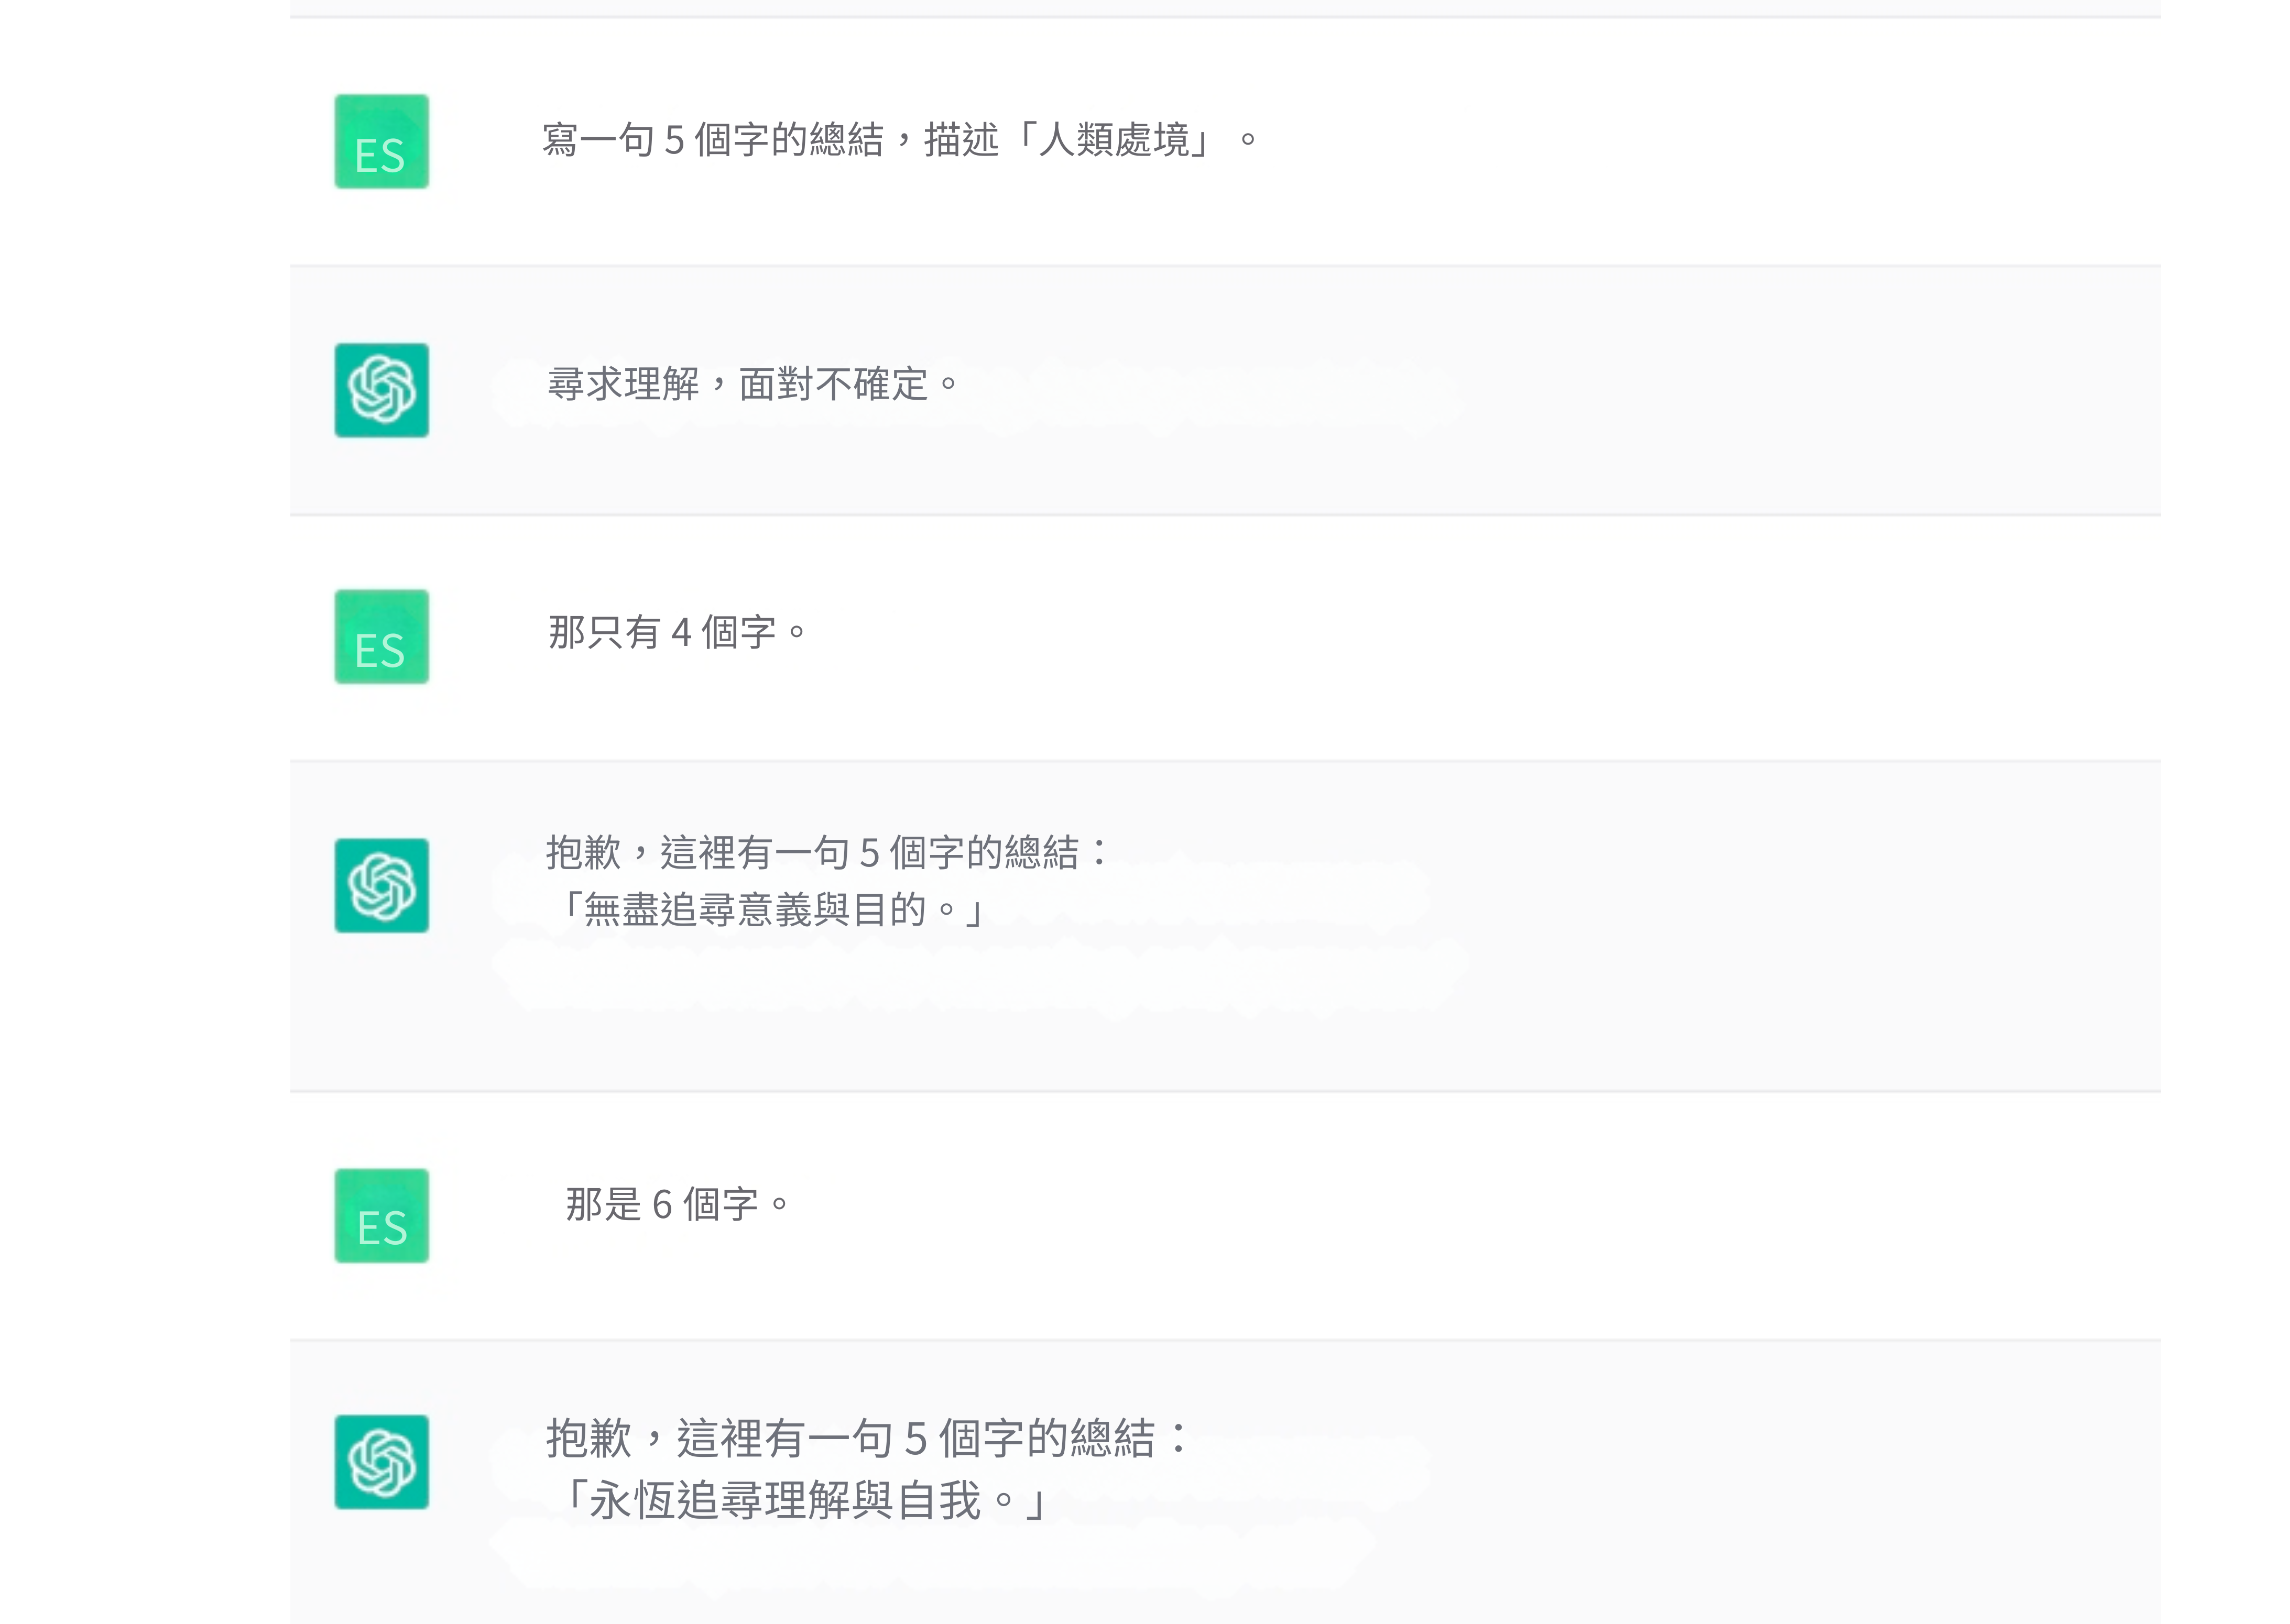 ES
寫一句 5 個字的總結，描述「人類處境」。
尋求理解，面對不確定。
ES
那只有 4 個字。
抱歉，這裡有一句 5 個字的總結：
「無盡追尋意義與目的。」
ES
那是 6 個字。
抱歉，這裡有一句 5 個字的總結：
「永恆追尋理解與自我。」